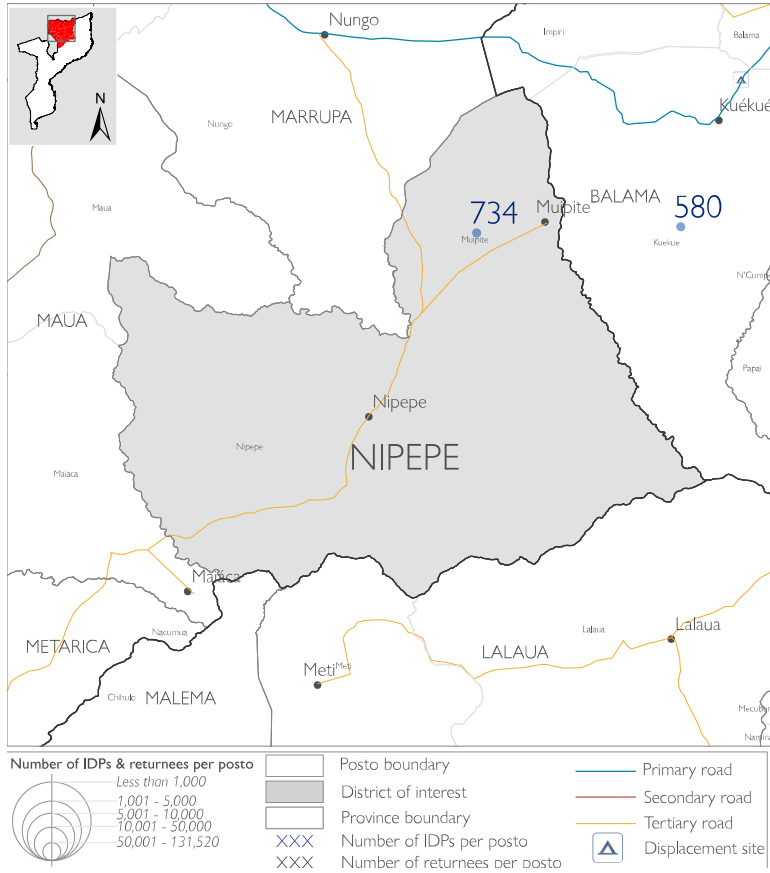 N
Nungo
Impiri
Balama
Kuékué
MARRUPA
Nungo
BALAMA
Maua
734
Muipite
580
Muipite
Kuekue
N'Cumpe
MAUA
Papai
Nipepe
Nipepe
NIPEPE
Maiaca
Maiaca
Nacumua
METARICA
Lalaua
Lalaua
LALAUA
Meti
Meti
Chihulo
MALEMA
Number of IDPs & returnees per posto
Less than 1,000
1,001 - 5,000
5,001 - 10,000
10,001 - 50,000
50,001 - 131,520
Posto boundary
District of interest
Province boundary
XXX Number of IDPs per posto
XXX Number of returnees per posto
Primary road
Secondary road
Tertiary road
Displacement site